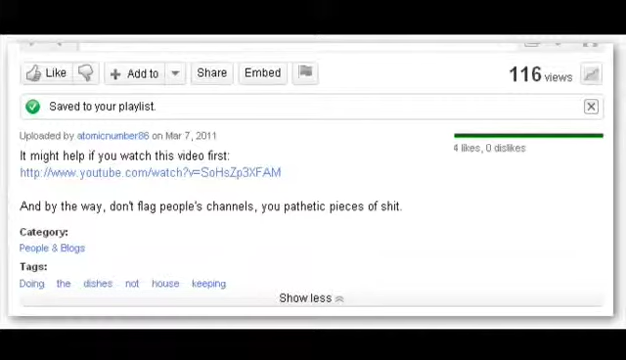 Like Add to Share Embed 116 views
Saved to your playlist.
Uploaded by atomicnumber86 on Mar 7, 2011
4 likes, 0 dislikes
It might help if you watch this video first:
http://www.youtube.com/watch?v=SoHsZp3XFAM
And by the way, don't flag people's channels, you pathetic pieces of shit.
Category:
People & Blogs
Tags:
Doing the dishes not house keeping
Show less